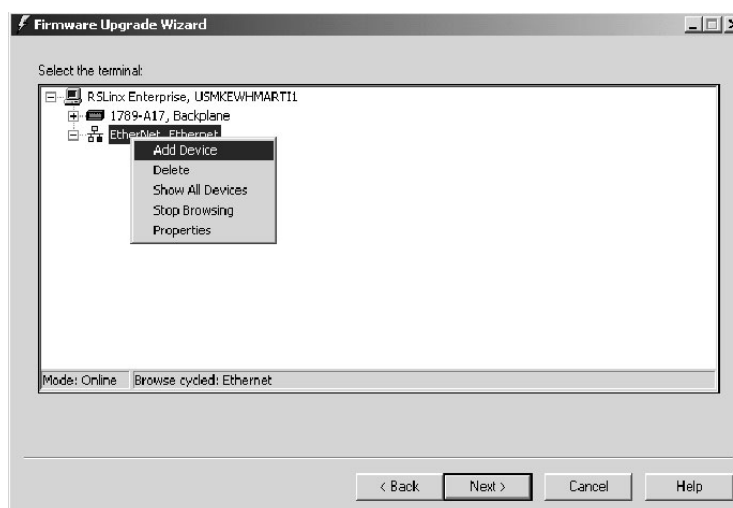 Firmware Upgrade Wizard
Select the terminal:
RSLinx Enterprise, USMKEWHMARTI1
1789-A17, Backplane
EtherNet, Ethernet
Add Device
Delete
Show All Devices
Stop Browsing
Properties
Mode: Online Browse cycled: Ethernet
< Back Next > Cancel Help